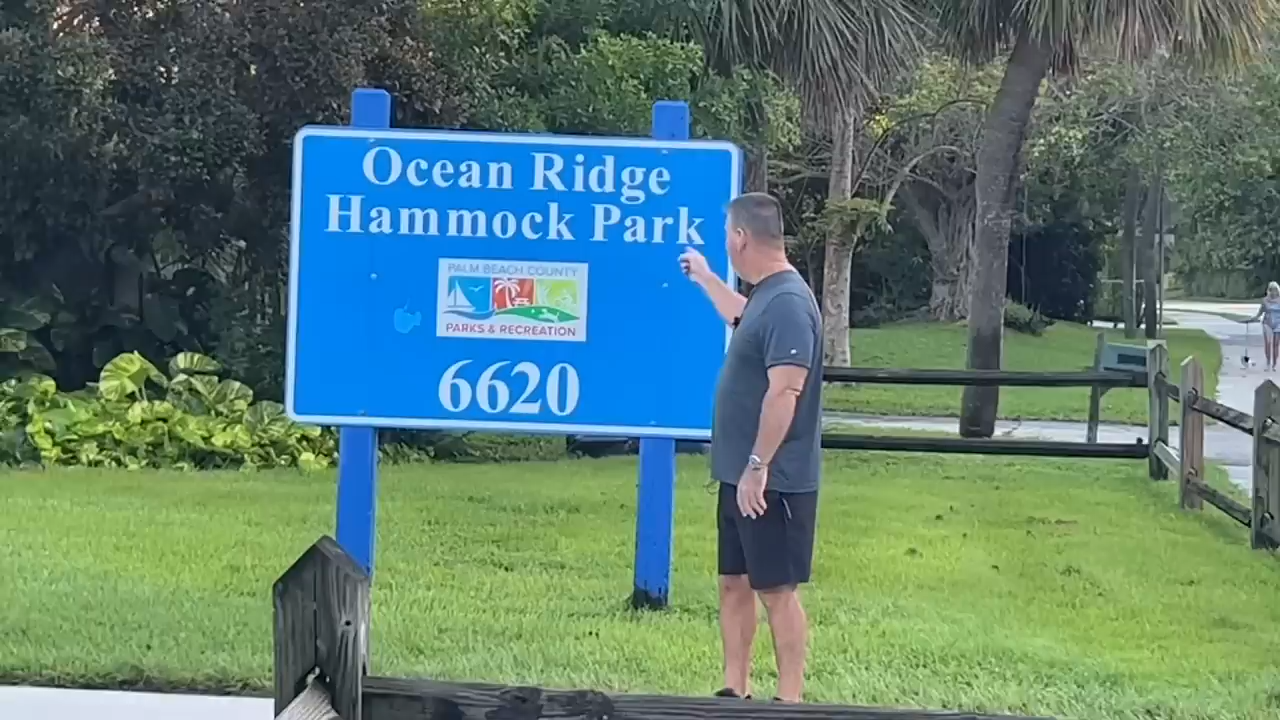 Ocean Ridge
Hammock Park
PALM BEACH COUNTY
PARKS & RECREATION
6620